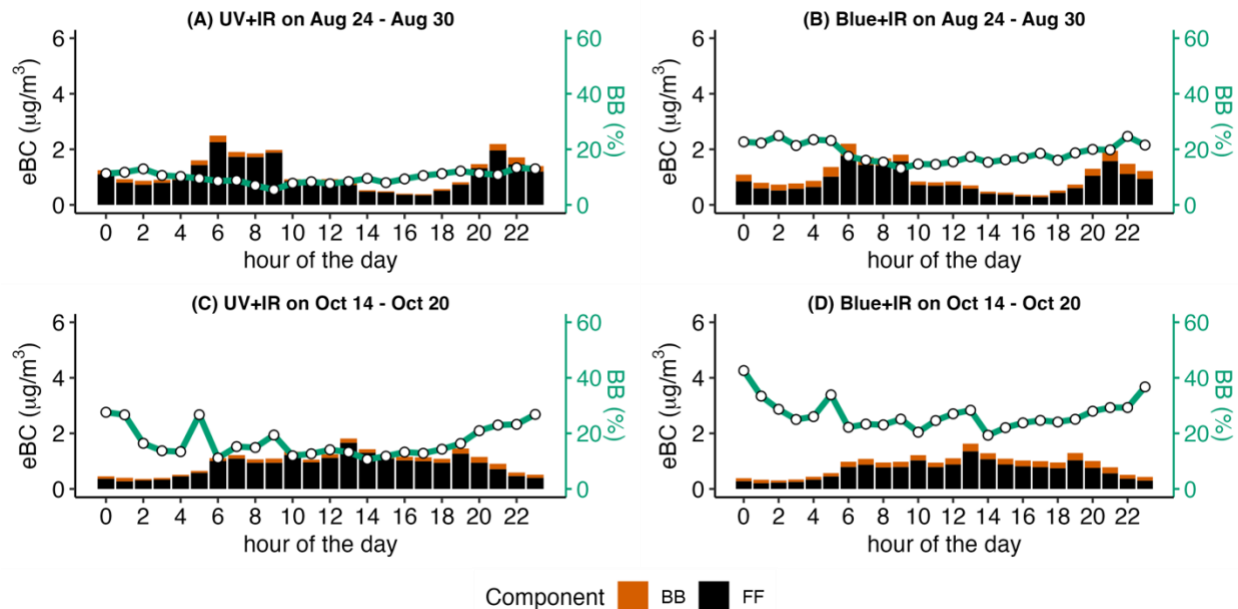 (A) UV+IR on Aug 24 - Aug 30
6
4
2
0
eBC (μg/m³)
60
40
20
0
BB (%)
0 2 4 6 8 10 12 14 16 18 20 22
hour of the day
(B) Blue+IR on Aug 24 - Aug 30
6
4
2
0
eBC (μg/m³)
60
40
20
0
BB (%)
0 2 4 6 8 10 12 14 16 18 20 22
hour of the day
(C) UV+IR on Oct 14 - Oct 20
6
4
2
0
eBC (μg/m³)
60
40
20
0
BB (%)
0 2 4 6 8 10 12 14 16 18 20 22
hour of the day
(D) Blue+IR on Oct 14 - Oct 20
6
4
2
0
eBC (μg/m³)
60
40
20
0
BB (%)
0 2 4 6 8 10 12 14 16 18 20 22
hour of the day
Component BB FF